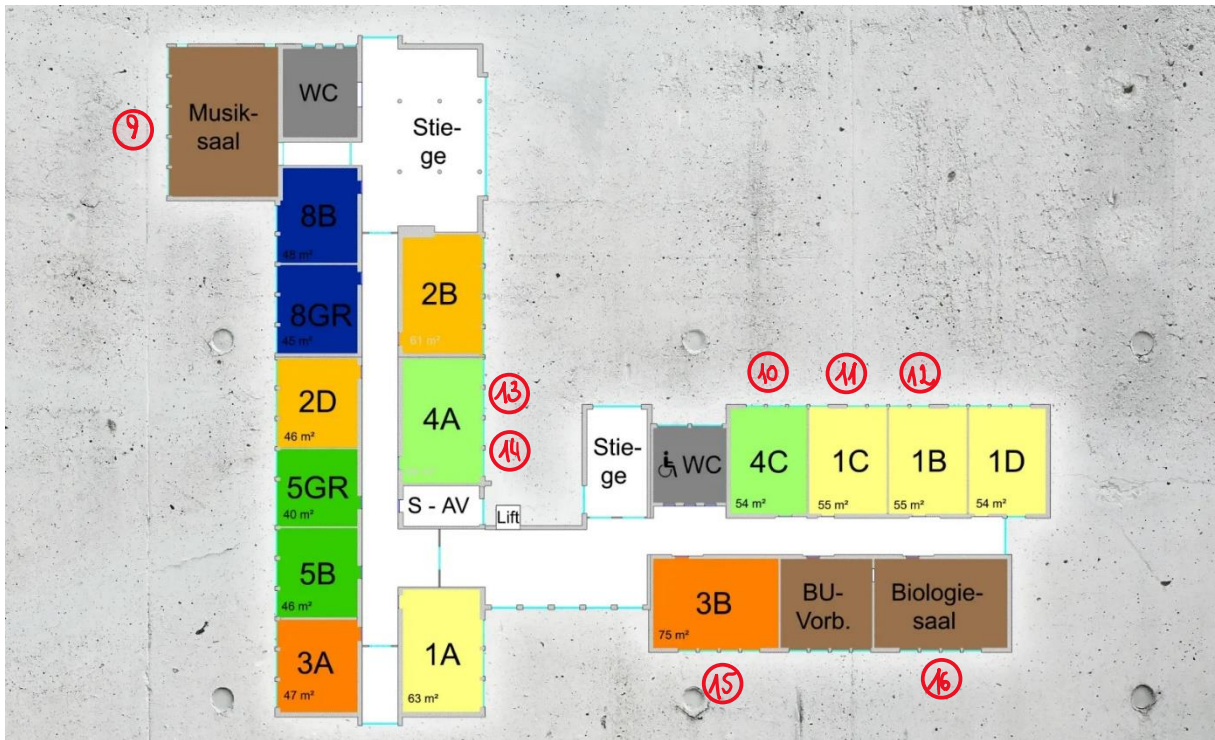 Musik-
saal
WC
Stie-
ge
9
8B
48 m²
8GR
45 m²
2B
61 m²
2D
46 m²
4A
13
14
5GR
40 m²
S - AV
Lift
5B
46 m²
3A
47 m²
1A
63 m²
10
11
12
Stie-
ge
WC
4C
54 m²
1C
55 m²
1B
55 m²
1D
54 m²
3B
75 m²
BU-
Vorb.
Biologie-
saal
15
16